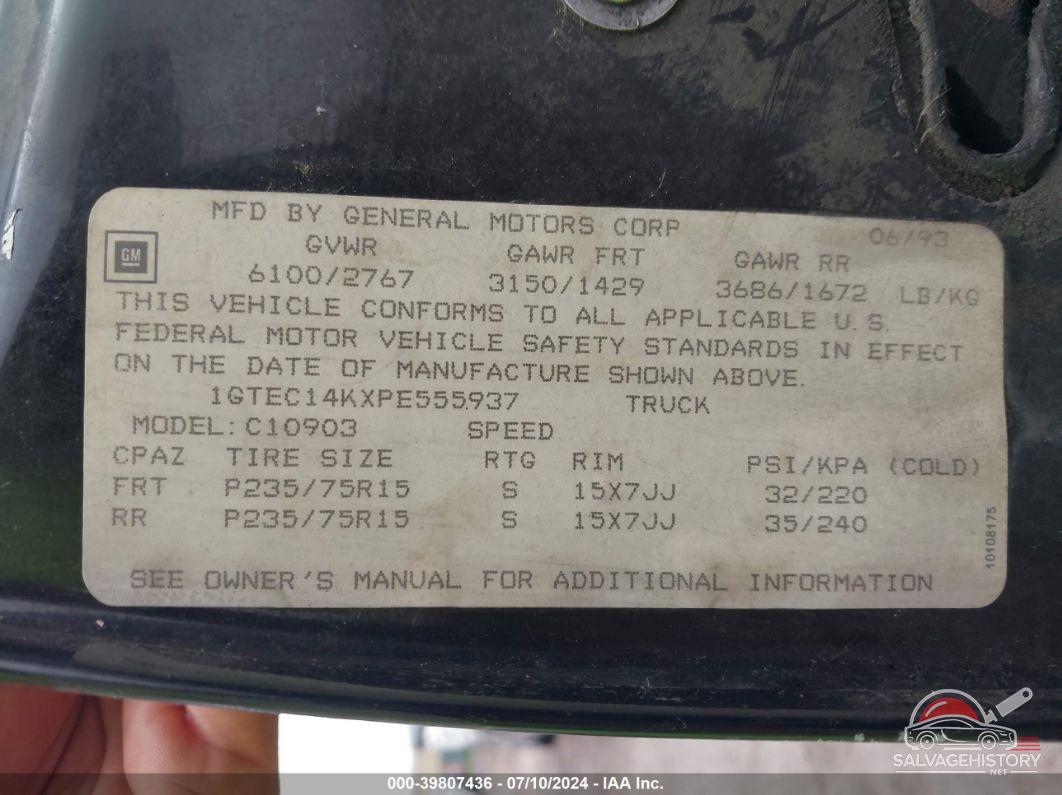 MFD BY GENERAL MOTORS CORP 06/93
GM
GVWR GAWR FRT GAWR RR
6100/2767 3150/1429 3686/1672 LB/KG
THIS VEHICLE CONFORMS TO ALL APPLICABLE U.S.
FEDERAL MOTOR VEHICLE SAFETY STANDARDS IN EFFECT
ON THE DATE OF MANUFACTURE SHOWN ABOVE.
1GTEC14KXPE555937 TRUCK
MODEL: C10903 SPEED
CPAZ TIRE SIZE RTG RIM PSI/KPA (COLD)
FRT P235/75R15 S 15X7JJ 32/220
RR P235/75R15 S 15X7JJ 35/240
10108175
SEE OWNER'S MANUAL FOR ADDITIONAL INFORMATION
SALVAGEHISTORY
.NET
000-39807436 - 07/10/2024 - IAA Inc.